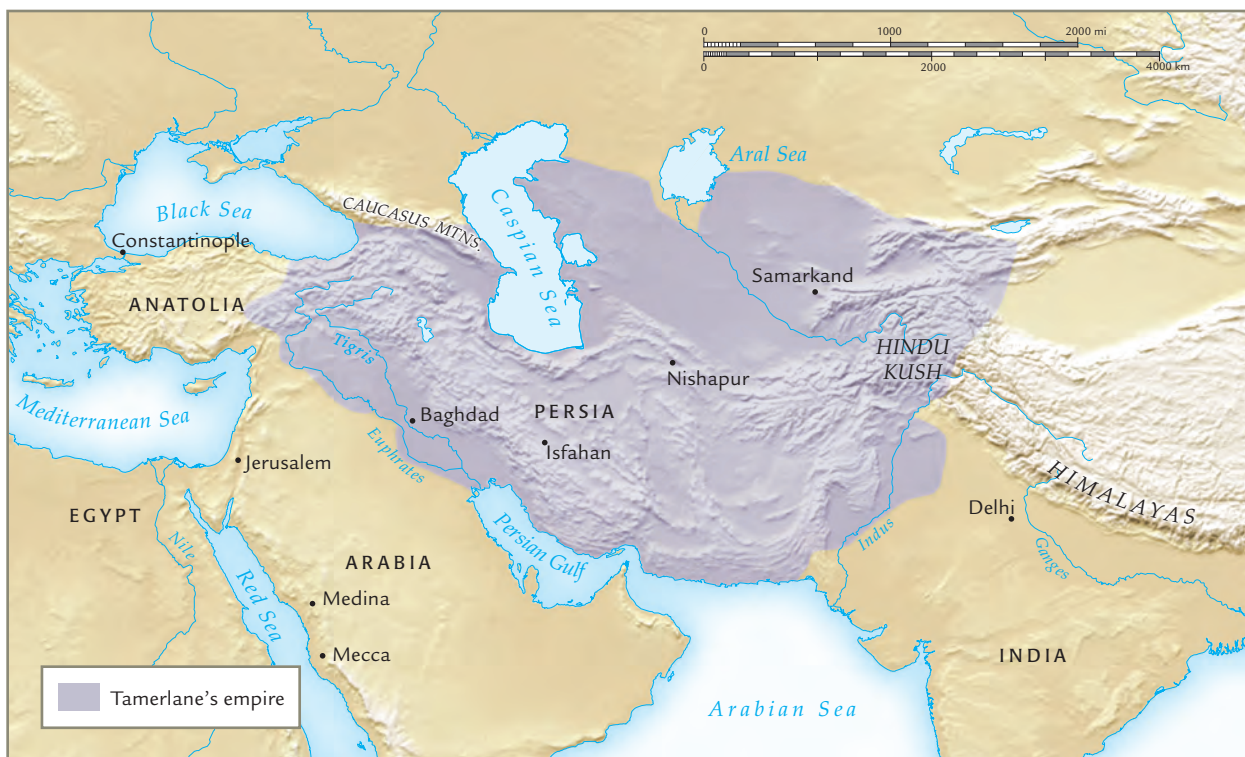 0 1000 2000 mi
0 2000 4000 km
Aral Sea
Caspian Sea
Black Sea
CAUCASUS MTNS.
Constantinople
Samarkand
ANATOLIA
Tigris
HINDU
KUSH
Nishapur
Mediterranean Sea
Baghdad
PERSIA
Euphrates
Isfahan
Jerusalem
HIMALAYAS
EGYPT
Delhi
Nile
Persian Gulf
Indus
Ganges
ARABIA
Red Sea
Medina
Mecca
INDIA
Tamerlane's empire
Arabian Sea